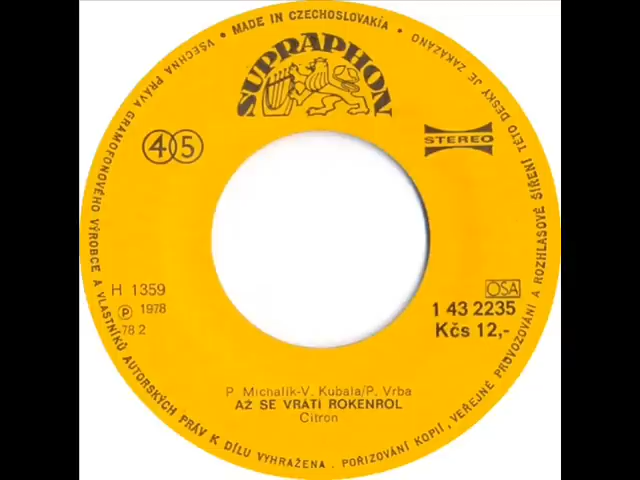 • MADE IN CZECHOSLOVAKIA •
VŠECHNA PRÁVA GRAMOFONOVÉHO VÝROBCE A VLASTNÍKŮ AUTORSKÝCH PRÁV K DÍLU VYHRAŽENA. POŘIZOVÁNÍ KOPIÍ, VEŘEJNÉ PROVOZOVÁNÍ A ROZHLASOVÉ ŠÍŘENÍ TÉTO DESKY JE ZAKÁZÁNO
SUPRAPHON
45
STEREO
H 1359
Ⓟ 1978
78 2
OSA
1 43 2235
Kčs 12,-
P. Michalík-V. Kubala/P. Vrba
AŽ SE VRÁTÍ ROKENROL
Citron